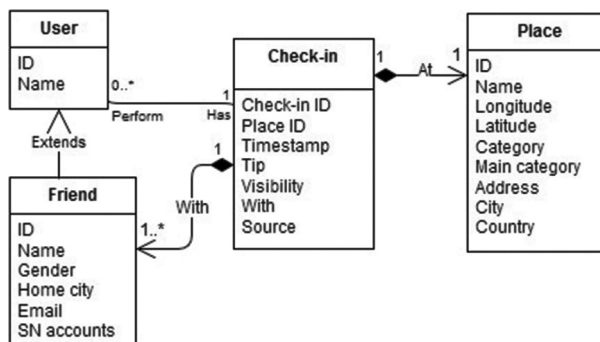 User
ID
Name
0..*
Perform
1
Has
Extends
Friend
ID
Name
Gender
Home city
Email
SN accounts
1
With
1..*
Check-in
Check-in ID
Place ID
Timestamp
Tip
Visibility
With
Source
1
At
1
Place
ID
Name
Longitude
Latitude
Category
Main category
Address
City
Country